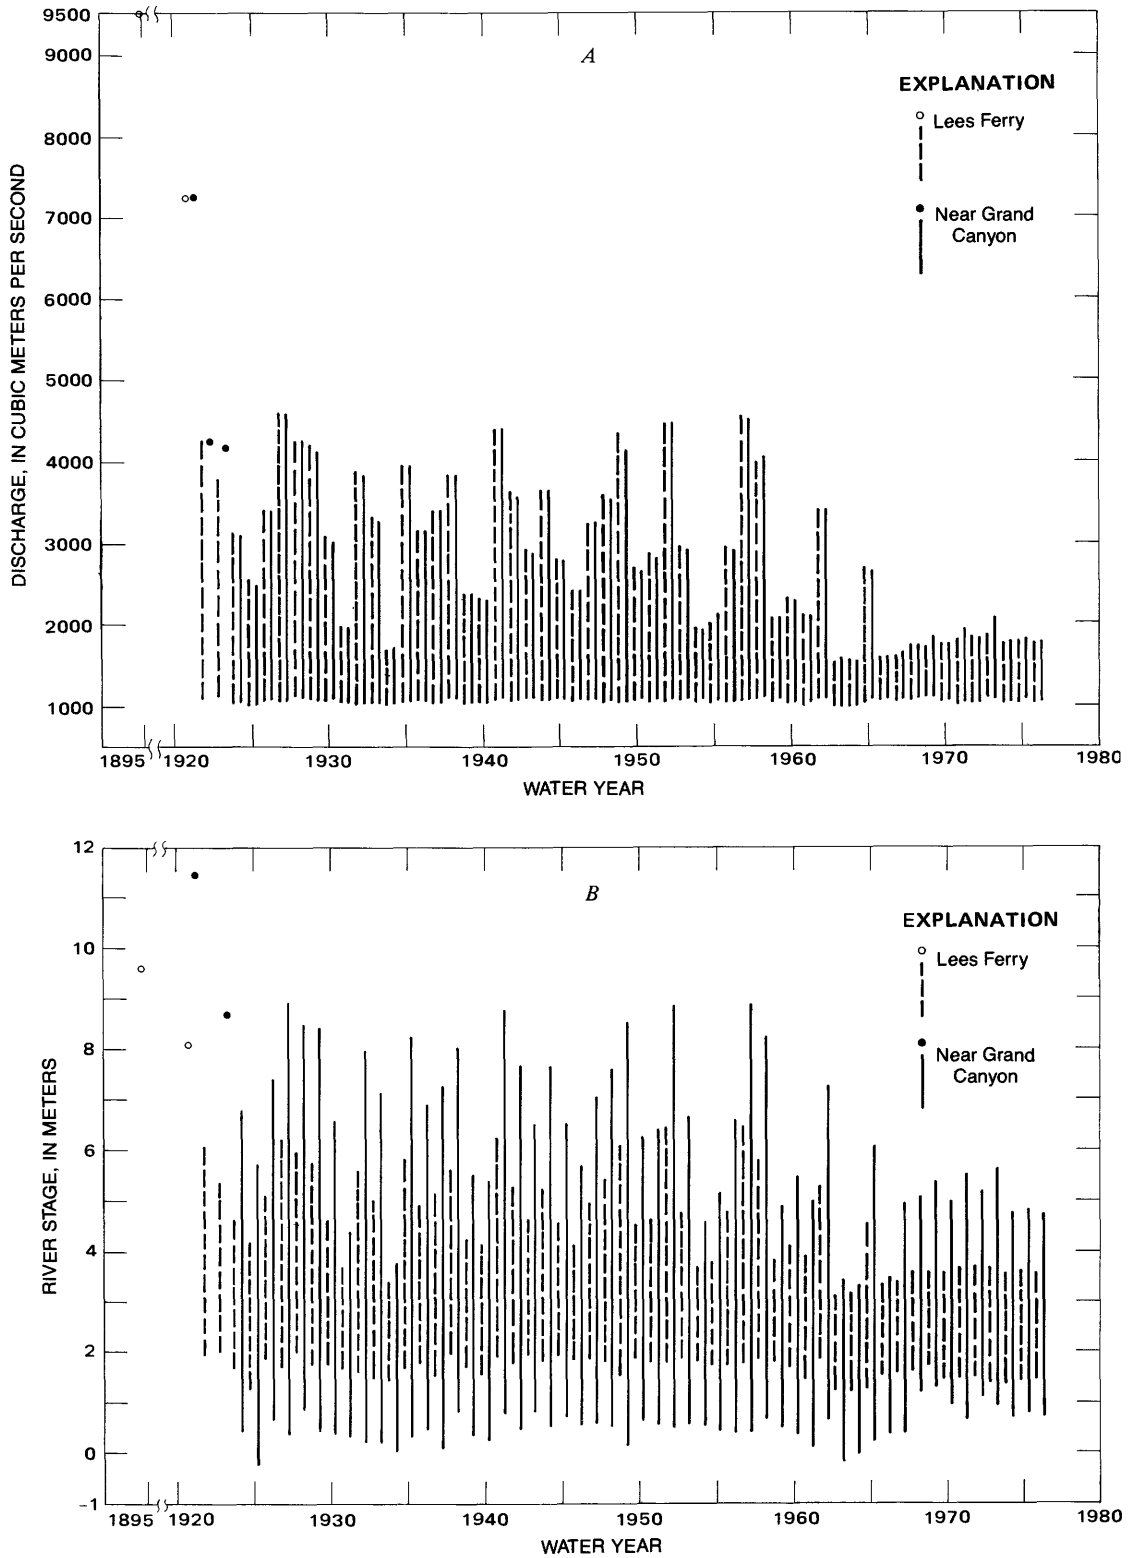 9500
9000
8000
7000
6000
5000
4000
3000
2000
1000
DISCHARGE, IN CUBIC METERS PER SECOND
A
EXPLANATION
Lees Ferry
Near Grand
Canyon
1895 1920 1930 1940 1950 1960 1970 1980
WATER YEAR
12
10
8
6
4
2
0
-1
RIVER STAGE, IN METERS
B
EXPLANATION
Lees Ferry
Near Grand
Canyon
1895 1920 1930 1940 1950 1960 1970 1980
WATER YEAR